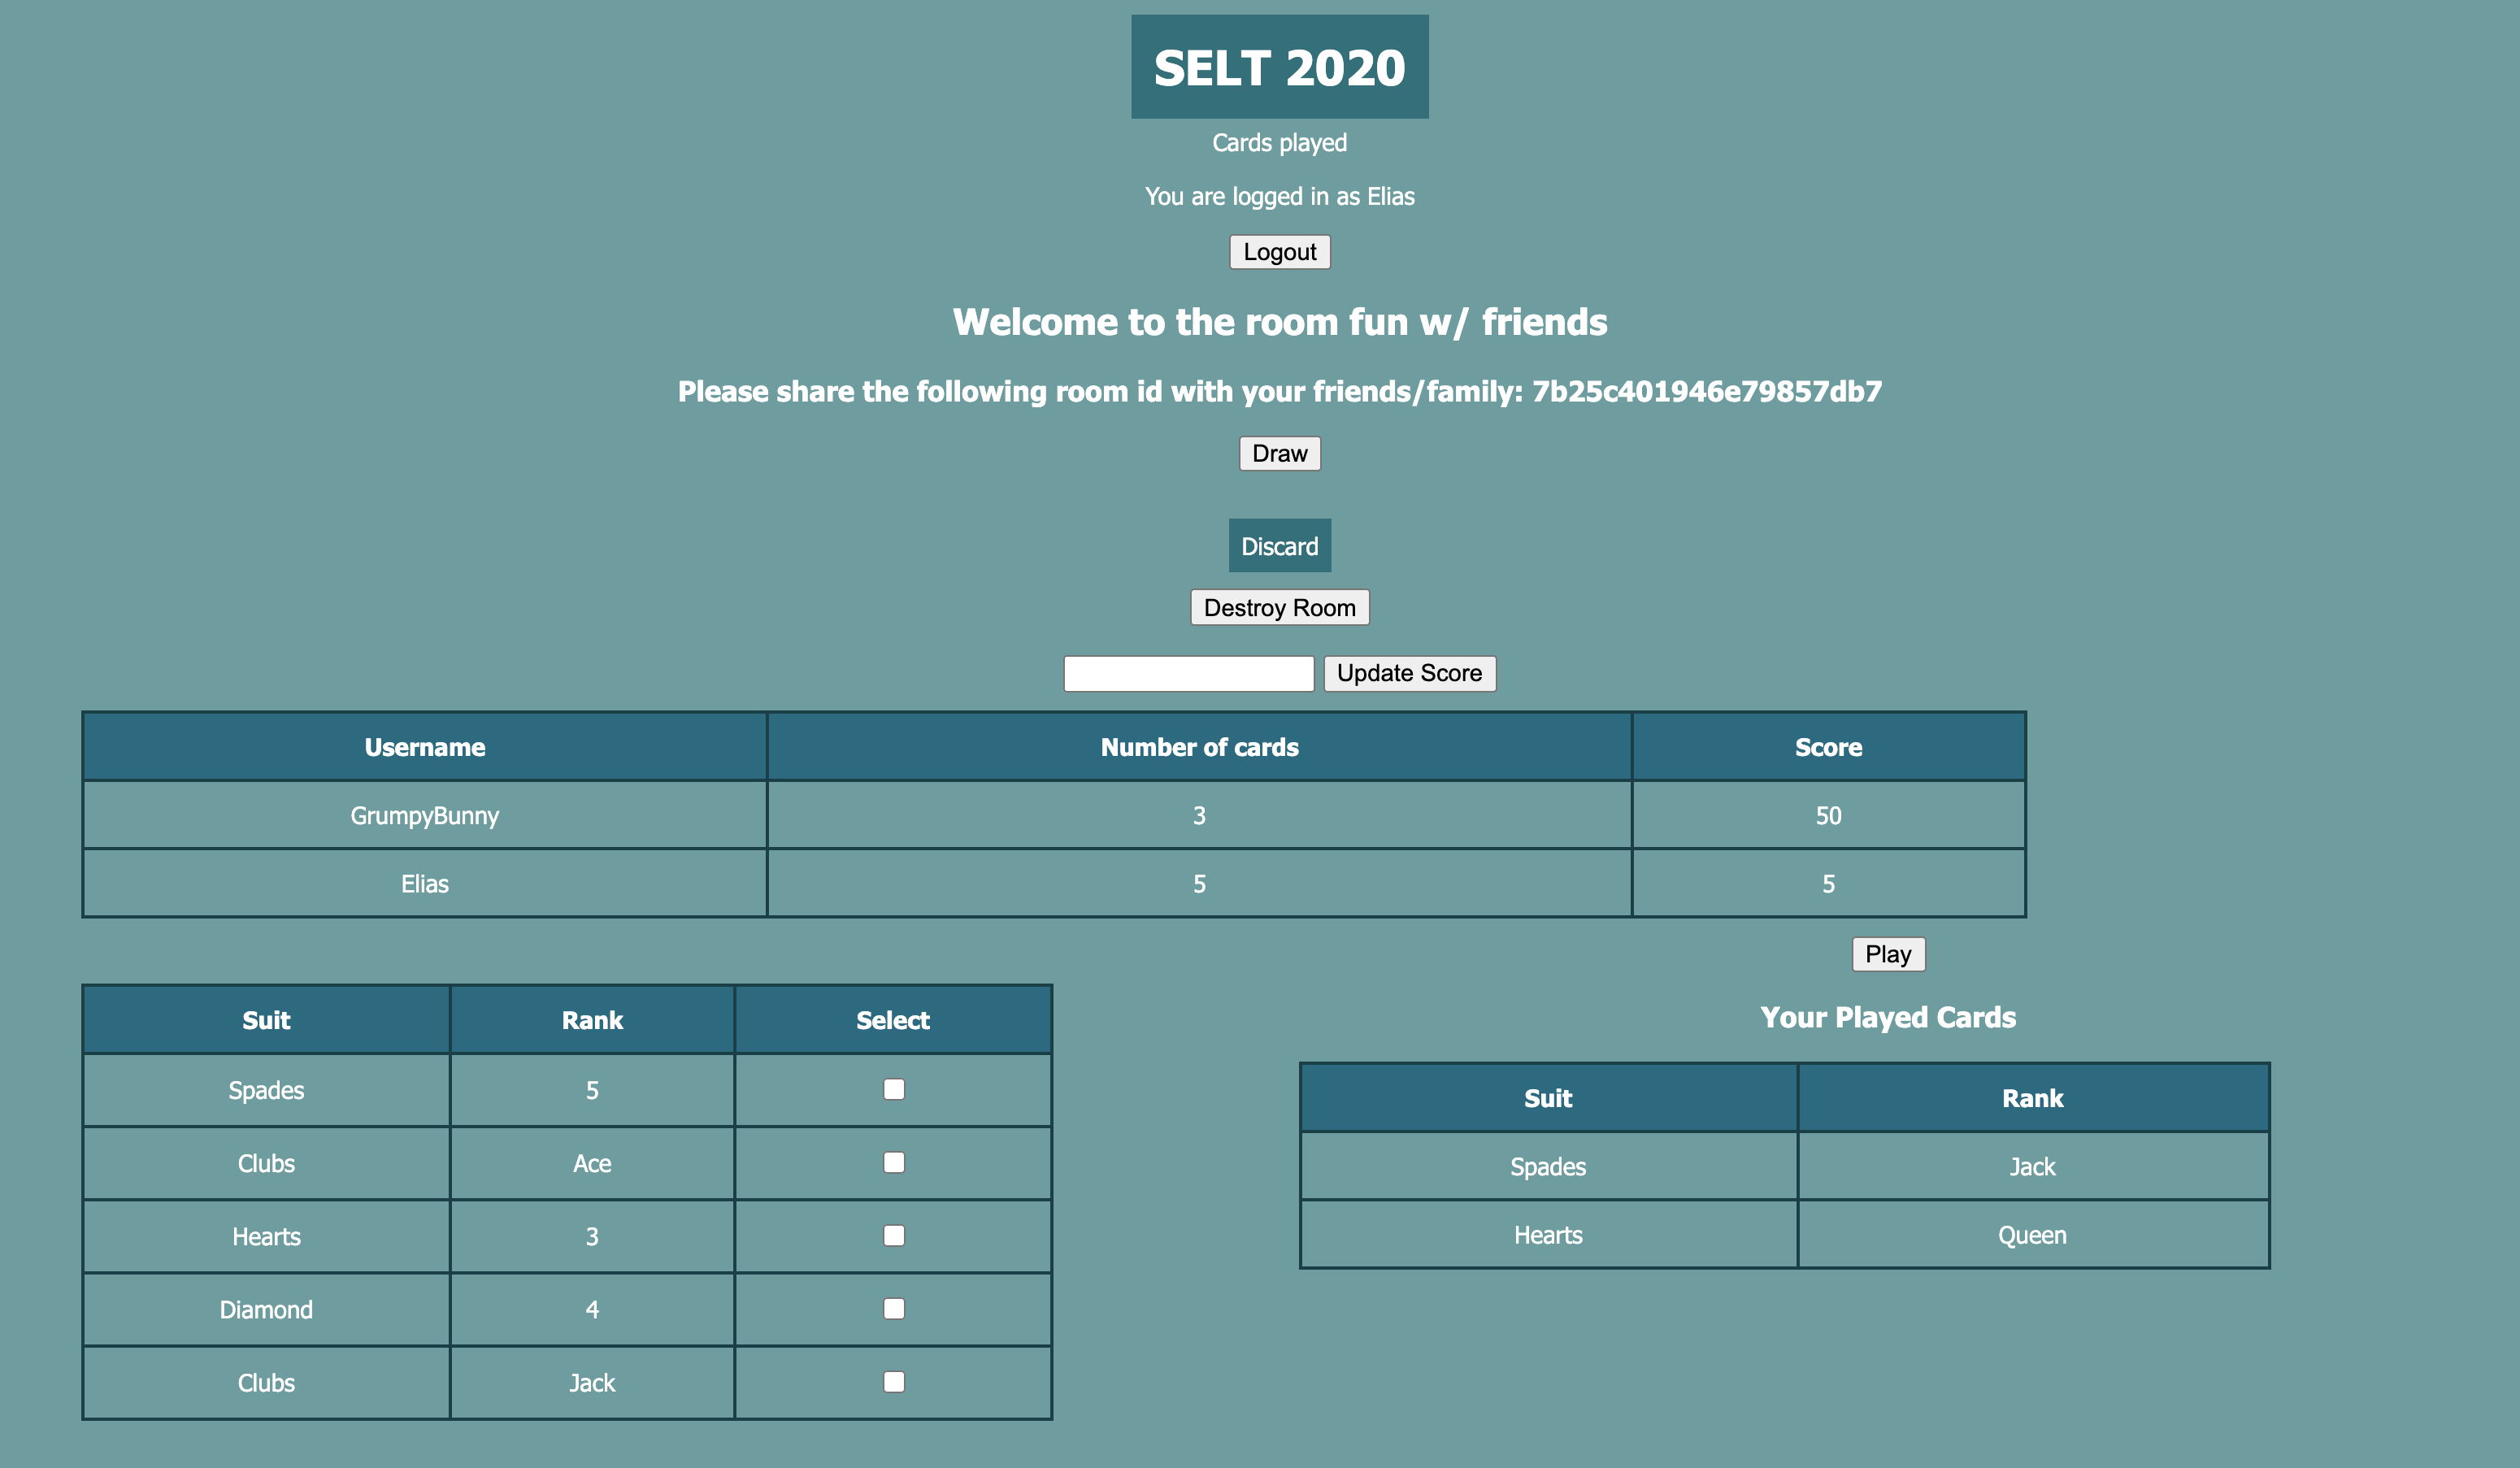 SELT 2020
Cards played
You are logged in as Elias
Logout
Welcome to the room fun w/ friends
Please share the following room id with your friends/family: 7b25c401946e79857db7
Draw
Discard
Destroy Room
Update Score
Username Number of cards Score
GrumpyBunny 3 50
Elias 5 5
Play
Suit Rank Select
Spades 5
Clubs Ace
Hearts 3
Diamond 4
Clubs Jack
Your Played Cards
Suit Rank
Spades Jack
Hearts Queen